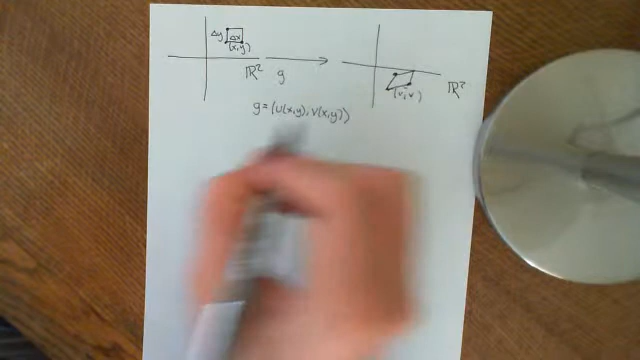 Δy Δx
(x,y)
ℝ² g ℝ²
(u,v)
g = (u(x,y), v(x,y))